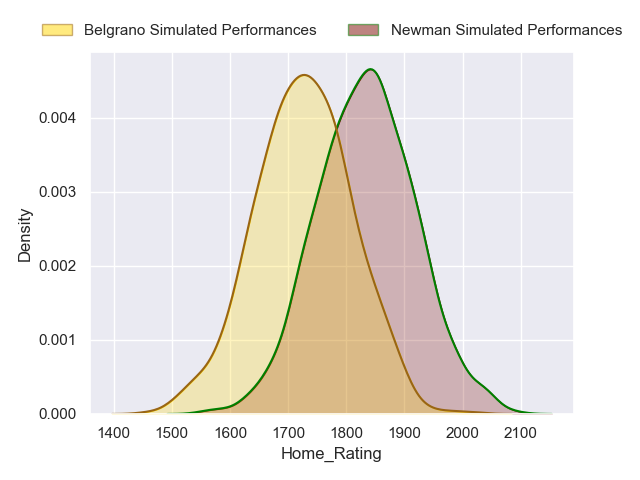 Belgrano Simulated Performances
Newman Simulated Performances
Density
0.004
0.003
0.002
0.001
0.000
1400 1500 1600 1700 1800 1900 2000 2100
Home_Rating